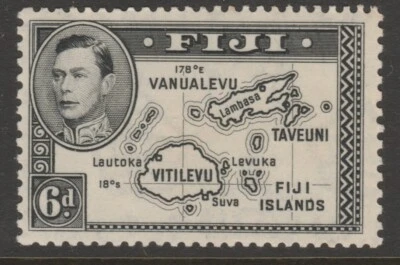 FIJI
178°E
VANUALEVU
Lambasa
TAVEUNI
Lautoka
Levuka
18°S
VITILEVU
FIJI
ISLANDS
Suva
6d.